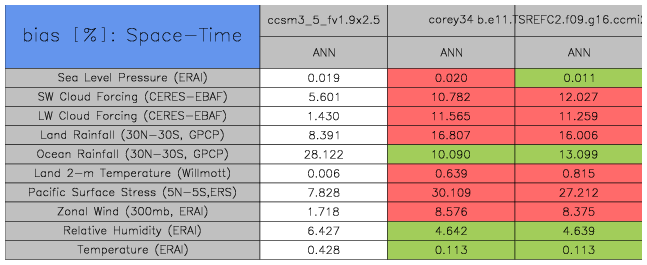 bias [%]: Space-Time ccsm3_5_fv1.9x2.5 corey34 b.e11.TSREFC2.f09.g16.ccmi2
ANN ANN ANN
Sea Level Pressure (ERAI) 0.019 0.020 0.011
SW Cloud Forcing (CERES-EBAF) 5.601 10.782 12.027
LW Cloud Forcing (CERES-EBAF) 1.430 11.565 11.259
Land Rainfall (30N-30S, GPCP) 8.391 16.807 16.006
Ocean Rainfall (30N-30S, GPCP) 28.122 10.090 13.099
Land 2-m Temperature (Willmott) 0.006 0.639 0.815
Pacific Surface Stress (5N-5S,ERS) 7.828 30.109 27.212
Zonal Wind (300mb, ERAI) 1.718 8.576 8.375
Relative Humidity (ERAI) 6.427 4.642 4.639
Temperature (ERAI) 0.428 0.113 0.113